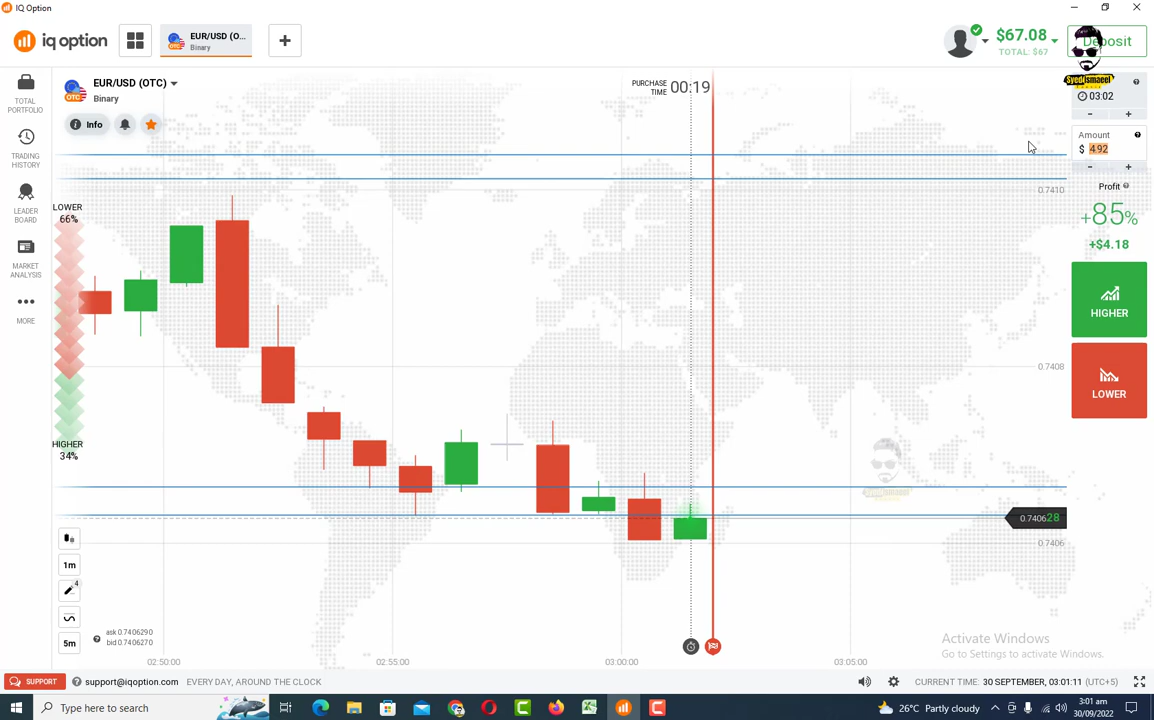 IQ Option
iq option
EUR/USD (O...
Binary
$67.08
TOTAL: $67
Deposit
Syed Ismaeel
EUR/USD (OTC)
Binary
Info
PURCHASE
TIME
00:19
03:02
Amount
$ 4.92
Profit
+85%
+$4.18
HIGHER
LOWER
TOTAL
PORTFOLIO
TRADING
HISTORY
LEADER
BOARD
MARKET
ANALYSIS
MORE
LOWER
66%
HIGHER
34%
0.7410
0.7408
0.740628
0.7406
1m
4
5m
ask 0.7406290
bid 0.7406270
02:50:00
02:55:00
03:00:00
03:05:00
Activate Windows
Go to Settings to activate Windows.
SUPPORT
support@iqoption.com
EVERY DAY, AROUND THE CLOCK
CURRENT TIME: 30 SEPTEMBER, 03:01:11 (UTC+5)
Type here to search
26°C Partly cloudy
3:01 am
30/09/2022